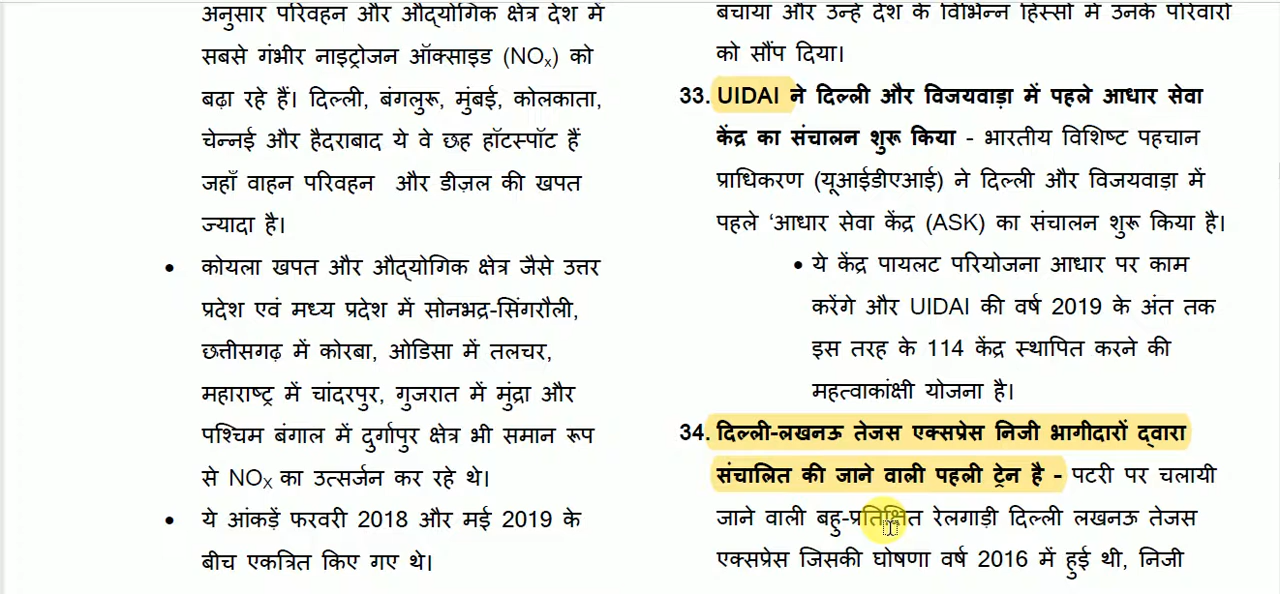 अनुसार परिवहन और औद्योगिक क्षेत्र देश में
सबसे गंभीर नाइट्रोजन ऑक्साइड (NOx) को
बढ़ा रहे हैं। दिल्ली, बंगलुरू, मुंबई, कोलकाता,
चेन्नई और हैदराबाद ये वे छह हॉटस्पॉट हैं
जहाँ वाहन परिवहन और डीज़ल की खपत
ज्यादा है।
• कोयला खपत और औद्योगिक क्षेत्र जैसे उत्तर
प्रदेश एवं मध्य प्रदेश में सोनभद्र-सिंगरौली,
छत्तीसगढ़ में कोरबा, ओडिसा में तलचर,
महाराष्ट्र में चांदरपुर, गुजरात में मुंद्रा और
पश्चिम बंगाल में दुर्गापुर क्षेत्र भी समान रूप
से NOx का उत्सर्जन कर रहे थे।
• ये आंकड़ें फरवरी 2018 और मई 2019 के
बीच एकत्रित किए गए थे।
बचाया और उन्हें देश के विभिन्न हिस्सों में उनके परिवारों
को सौंप दिया।
33. UIDAI ने दिल्ली और विजयवाड़ा में पहले आधार सेवा
केंद्र का संचालन शुरू किया - भारतीय विशिष्ट पहचान
प्राधिकरण (यूआईडीएआई) ने दिल्ली और विजयवाड़ा में
पहले ‘आधार सेवा केंद्र (ASK) का संचालन शुरू किया है।
• ये केंद्र पायलट परियोजना आधार पर काम
करेंगे और UIDAI की वर्ष 2019 के अंत तक
इस तरह के 114 केंद्र स्थापित करने की
महत्वाकांक्षी योजना है।
34. दिल्ली-लखनऊ तेजस एक्सप्रेस निजी भागीदारों द्वारा
संचालित की जाने वाली पहली ट्रेन है - पटरी पर चलायी
जाने वाली बहु-प्रतिक्षित रेलगाड़ी दिल्ली लखनऊ तेजस
एक्सप्रेस जिसकी घोषणा वर्ष 2016 में हुई थी, निजी